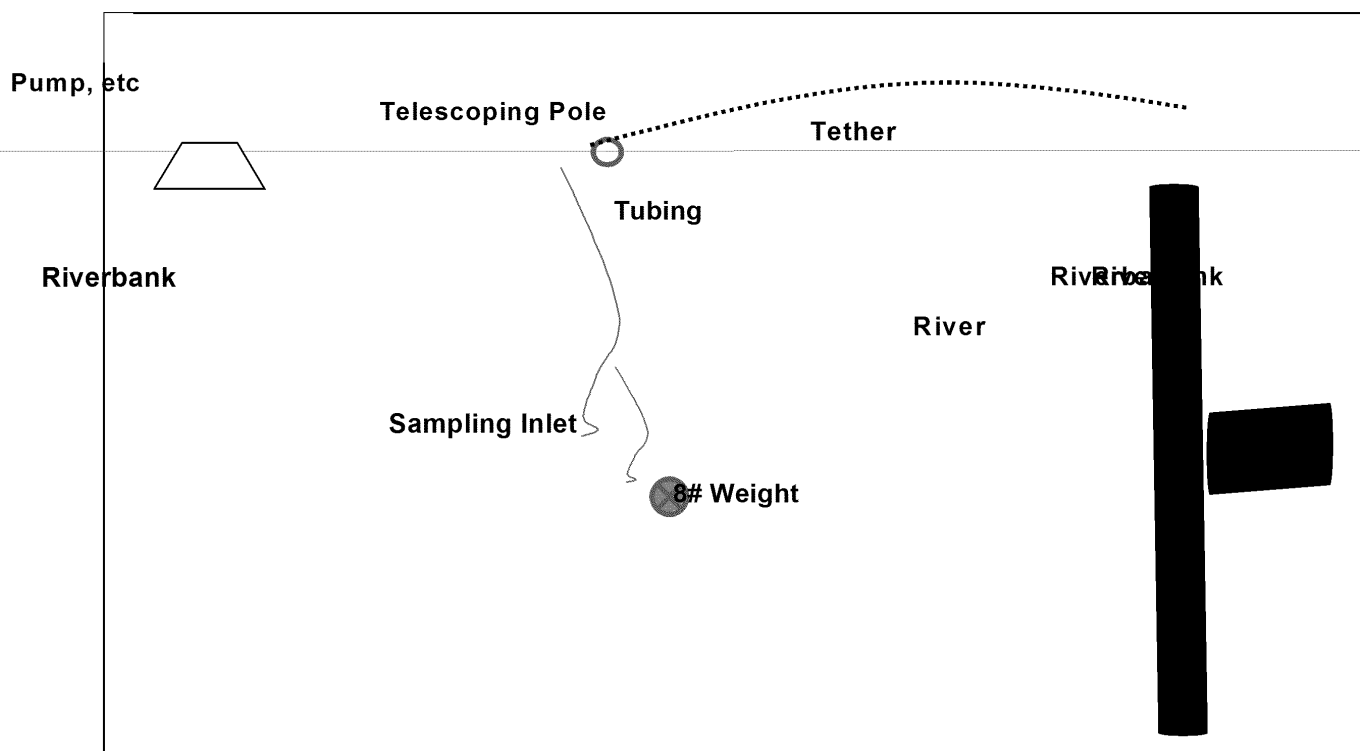 Pump, etc
Telescoping Pole
Tether
Tubing
Riverbank
River
Sampling Inlet
8# Weight